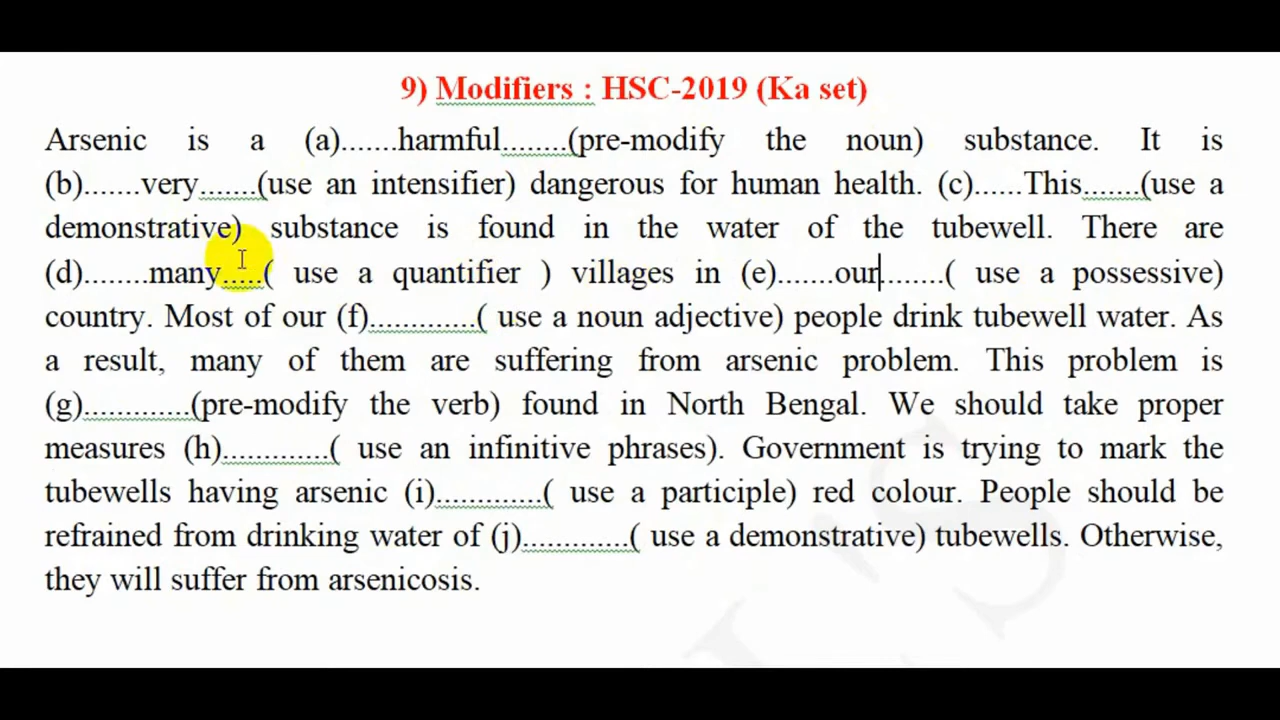 9) Modifiers : HSC-2019 (Ka set)
Arsenic is a (a).......harmful........(pre-modify the noun) substance. It is
(b).......very.......(use an intensifier) dangerous for human health. (c)......This.......(use a
demonstrative) substance is found in the water of the tubewell. There are
(d)........many.....( use a quantifier ) villages in (e).......our........( use a possessive)
country. Most of our (f).............( use a noun adjective) people drink tubewell water. As
a result, many of them are suffering from arsenic problem. This problem is
(g).............(pre-modify the verb) found in North Bengal. We should take proper
measures (h).............( use an infinitive phrases). Government is trying to mark the
tubewells having arsenic (i).............( use a participle) red colour. People should be
refrained from drinking water of (j).............( use a demonstrative) tubewells. Otherwise,
they will suffer from arsenicosis.